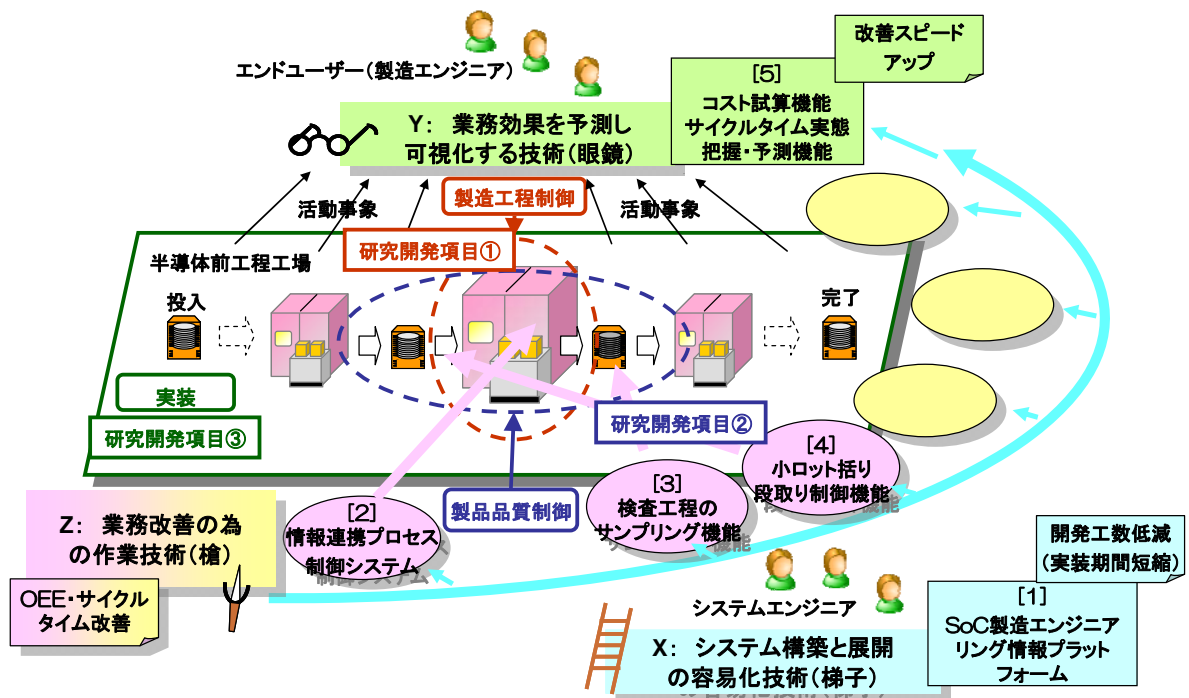 改善スピード
アップ
エンドユーザー(製造エンジニア)
[5]
コスト試算機能
サイクルタイム実態
把握・予測機能
Y: 業務効果を予測し
可視化する技術(眼鏡)
製造工程制御
活動事象
活動事象
研究開発項目①
半導体前工程工場
投入
完了
実装
研究開発項目③
研究開発項目②
[4]
小ロット括り
段取り制御機能
[3]
検査工程の
サンプリング機能
製品品質制御
[2]
情報連携プロセス
制御システム
Z: 業務改善の為
の作業技術(槍)
OEE・サイクル
タイム改善
開発工数低減
(実装期間短縮)
システムエンジニア
[1]
SoC製造エンジニア
リング情報プラット
フォーム
X: システム構築と展開
の容易化技術(梯子)